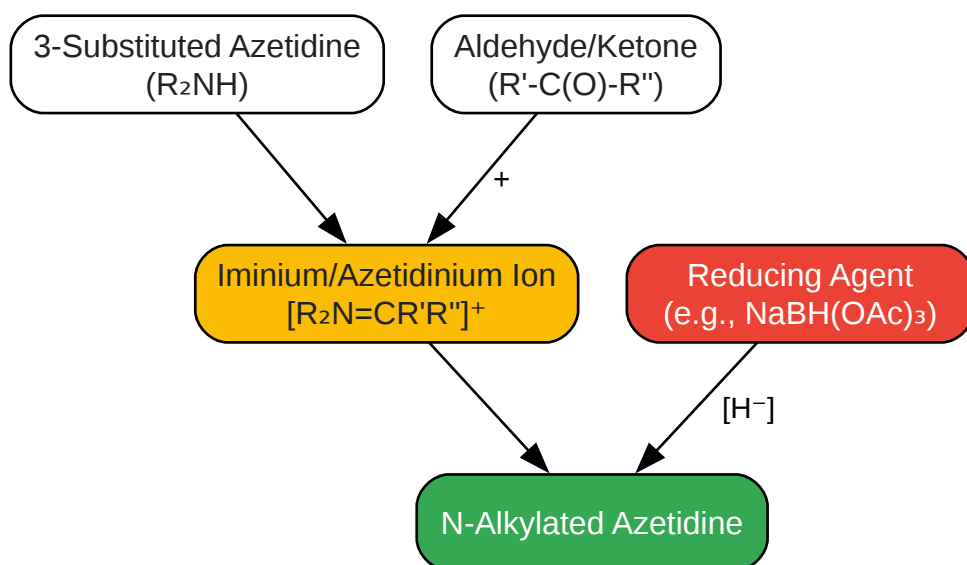 3-Substituted Azetidine
(R₂NH)
Aldehyde/Ketone
(R'-C(O)-R")
+
Iminium/Azetidinium Ion
[R₂N=CR'R"]⁺
Reducing Agent
(e.g., NaBH(OAc)₃)
[H⁻]
N-Alkylated Azetidine